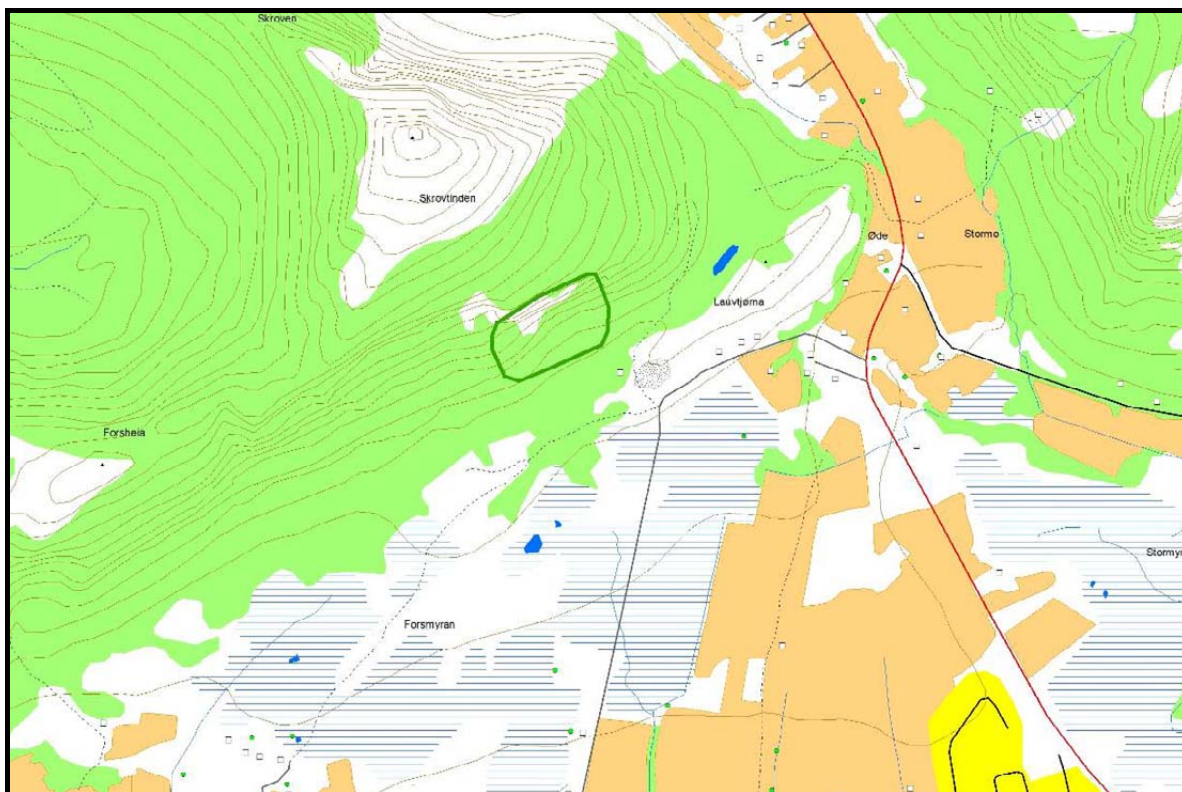 Skroven
Skrovtinden
Øde
Stormo
Lauvtjørna
Forsheia
Stormy
Forsmyran